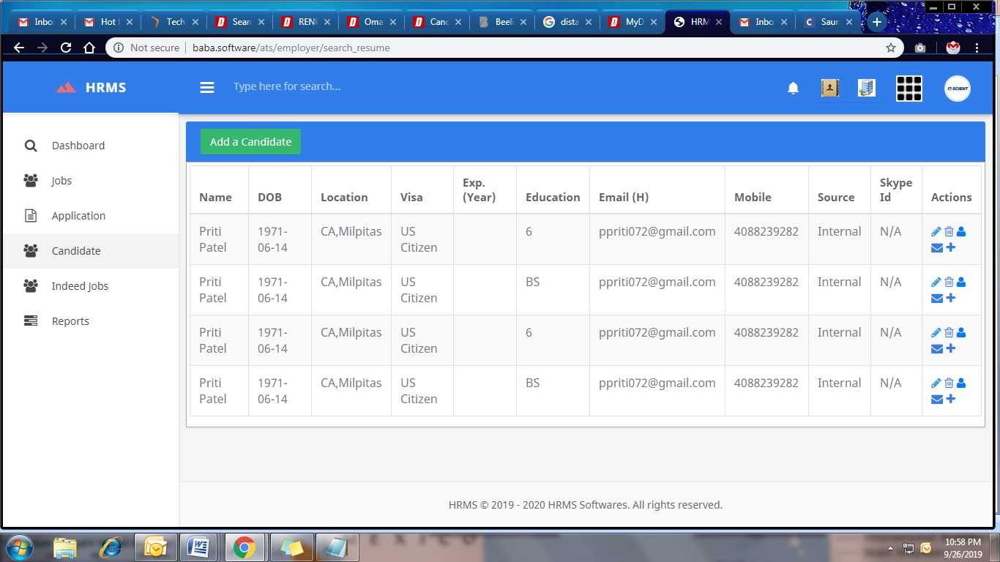 Inbo Hot Tech Sear RENU Oma Canc Beeli dista MyD HRM Inbo Saur
Not secure baba.software/ats/employer/search_resume
HRMS Type here for search... IT-SCIENT
Dashboard
Jobs
Application
Candidate
Indeed Jobs
Reports
Add a Candidate
Name DOB Location Visa Exp. (Year) Education Email (H) Mobile Source Skype Id Actions
Priti 1971- CA,Milpitas US 6 ppriti072@gmail.com 4088239282 Internal N/A
Patel 06-14 Citizen
Priti 1971- CA,Milpitas US BS ppriti072@gmail.com 4088239282 Internal N/A
Patel 06-14 Citizen
Priti 1971- CA,Milpitas US 6 ppriti072@gmail.com 4088239282 Internal N/A
Patel 06-14 Citizen
Priti 1971- CA,Milpitas US BS ppriti072@gmail.com 4088239282 Internal N/A
Patel 06-14 Citizen
HRMS © 2019 - 2020 HRMS Softwares. All rights reserved.
10:58 PM
9/26/2019